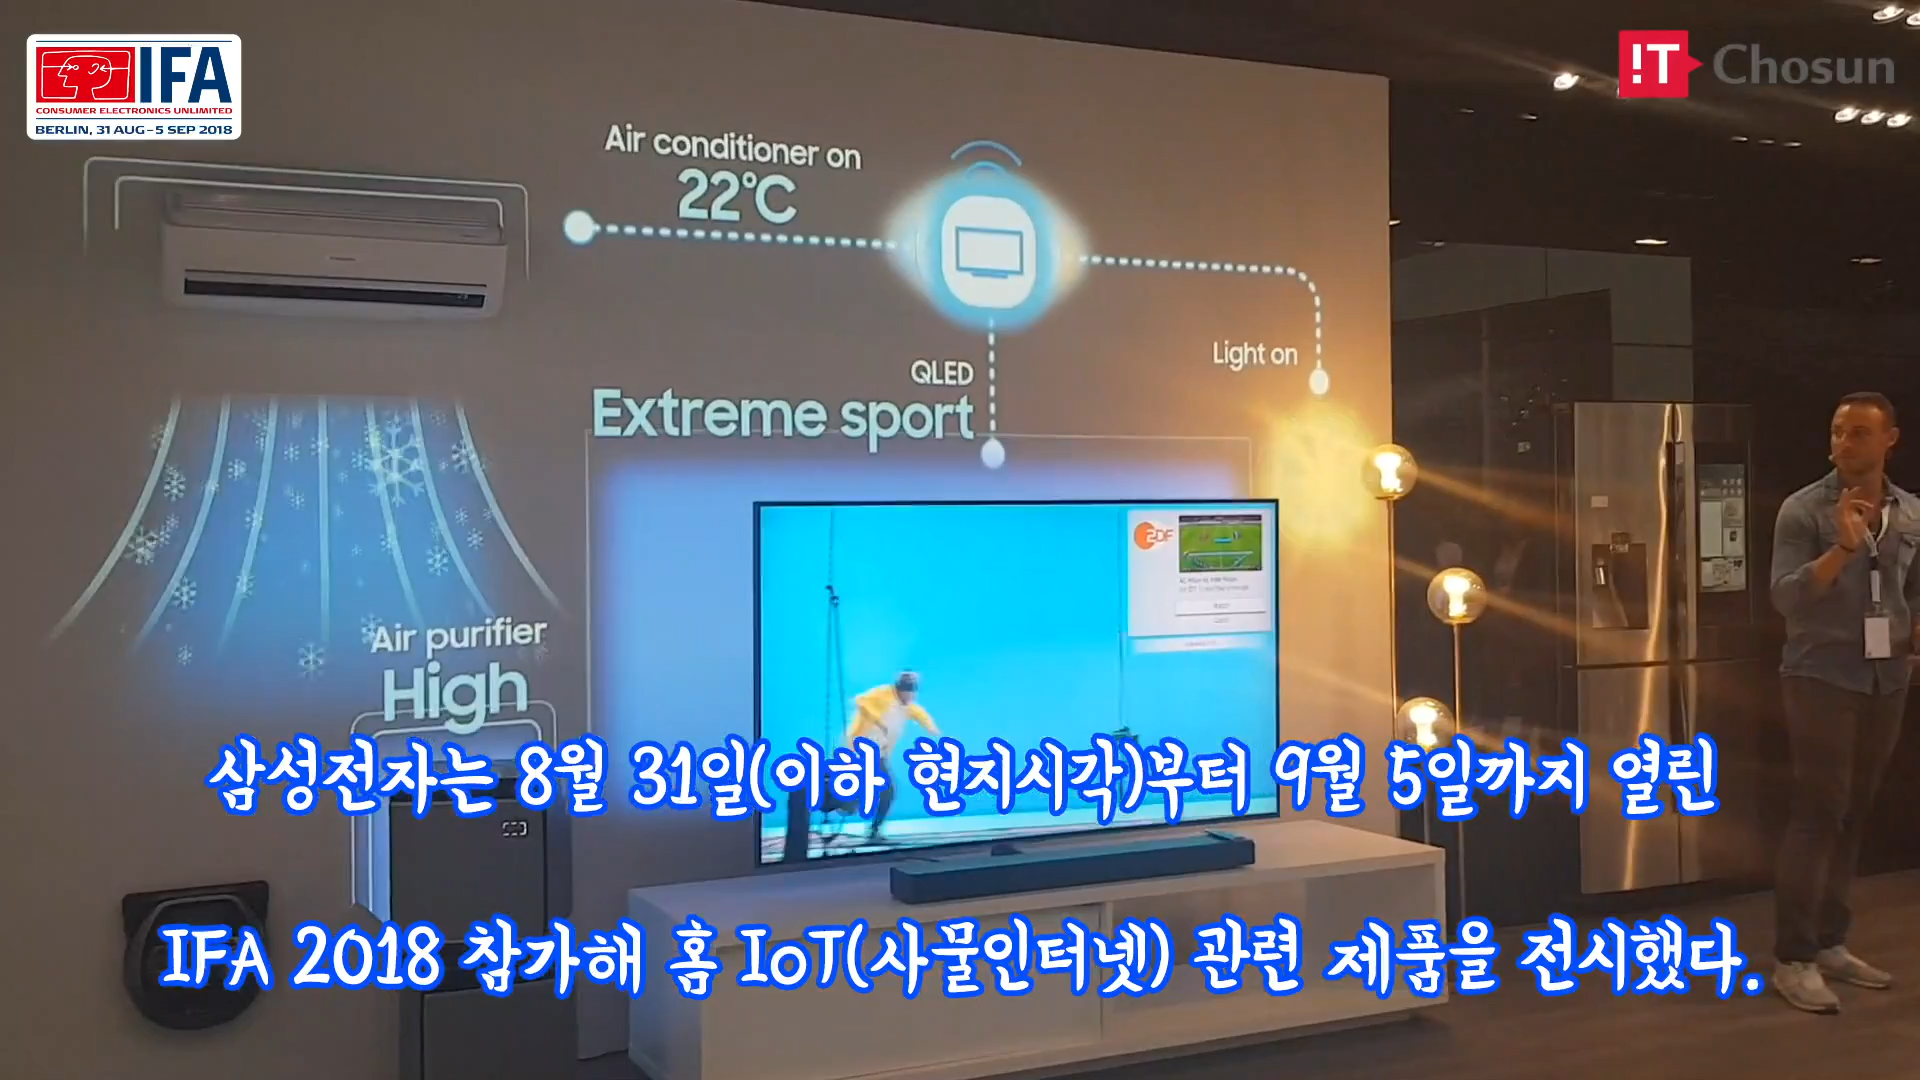 IFA
CONSUMER ELECTRONICS UNLIMITED
BERLIN, 31 AUG – 5 SEP 2018
!T Chosun
Air conditioner on
22°C
Light on
QLED
Extreme sport
ZDF
Air purifier
High
삼성전자는 8월 31일(이하 현지시각)부터 9월 5일까지 열린
IFA 2018 참가해 홈 IoT(사물인터넷) 관련 제품을 전시했다.